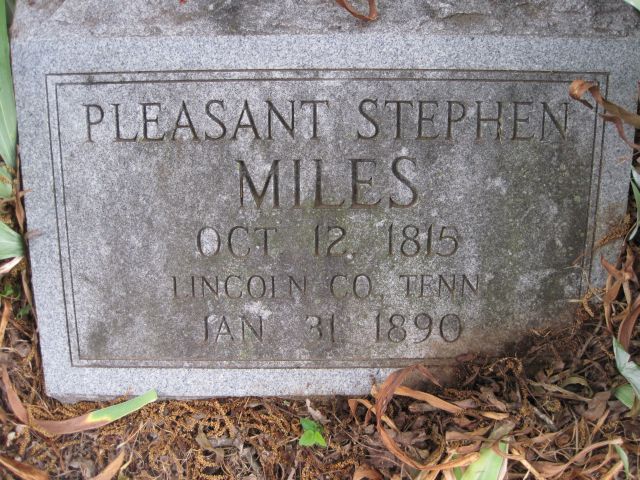 PLEASANT STEPHEN
MILES
OCT. 12, 1815
LINCOLN CO., TENN
JAN 31 1890